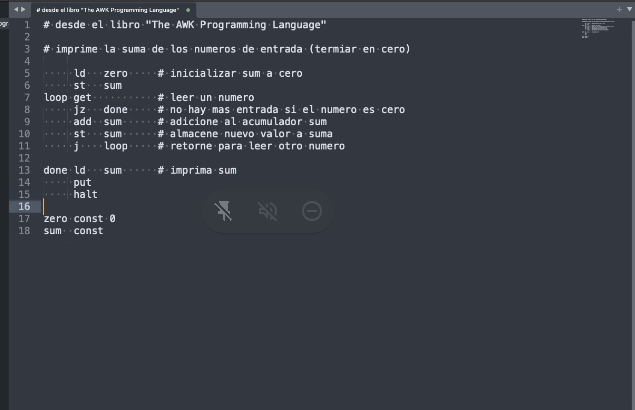 # desde el libro "The AWK Programming Language"
+
1 # desde el libro "The AWK Programming Language"
2
3 # imprime la suma de los numeros de entrada (termiar en cero)
4
5 ld zero # inicializar sum a cero
6 st sum
7 loop get # leer un numero
8 jz done # no hay mas entrada si el numero es cero
9 add sum # adicione al acumulador sum
10 st sum # almacene nuevo valor a suma
11 j loop # retorne para leer otro numero
12
13 done ld sum # imprima sum
14 put
15 halt
16
17 zero const 0
18 sum const